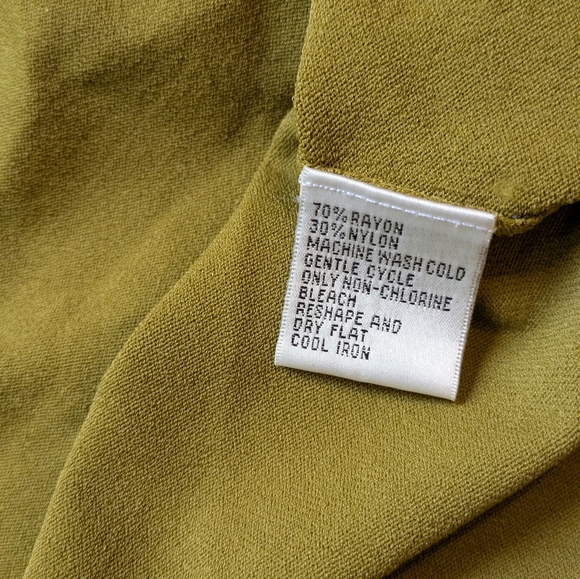 70% RAYON
30% NYLON
MACHINE WASH COLD
GENTLE CYCLE
ONLY NON-CHLORINE
BLEACH
RESHAPE AND
DRY FLAT
COOL IRON